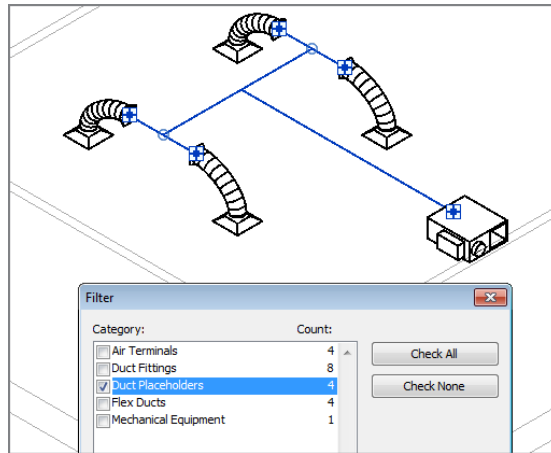 Filter
Category: Count:
Air Terminals 4
Duct Fittings 8
Duct Placeholders 4
Flex Ducts 4
Mechanical Equipment 1
Check All
Check None